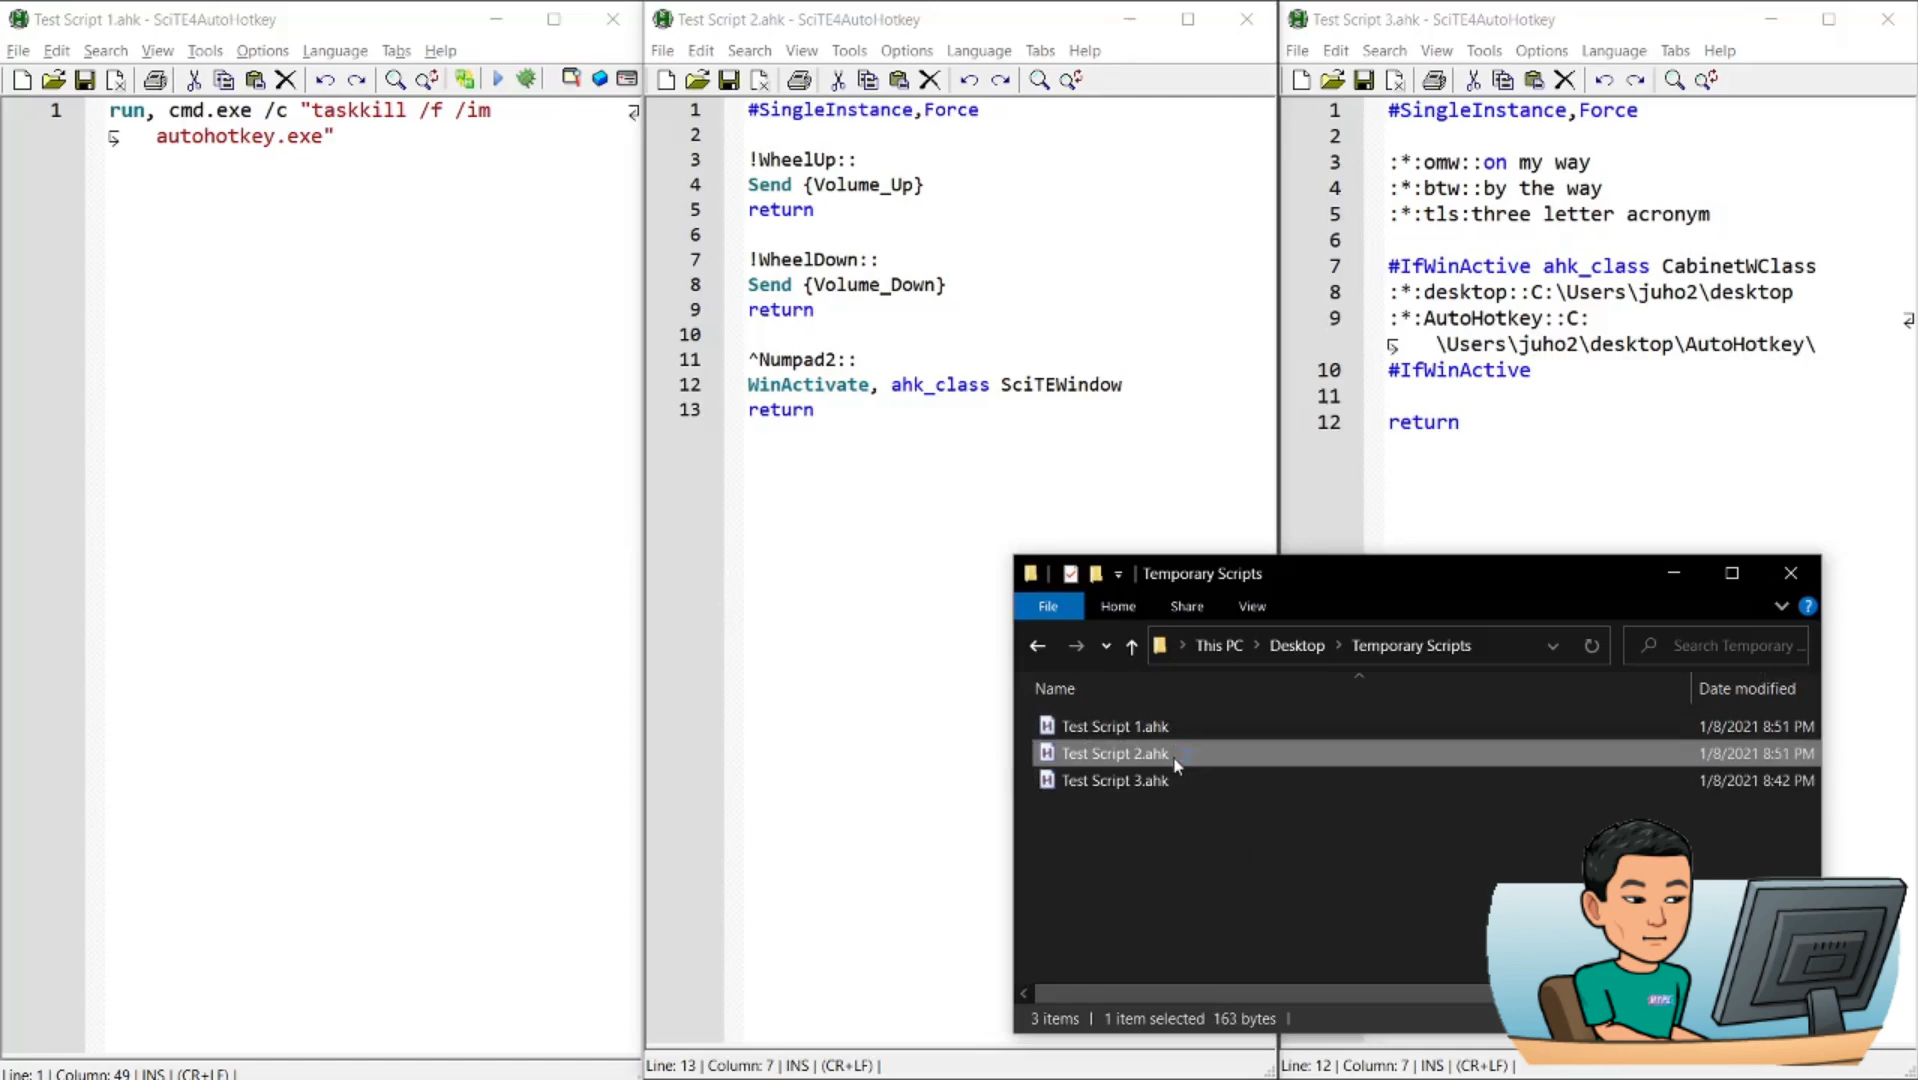 Test Script 1.ahk - SciTE4AutoHotkey
File Edit Search View Tools Options Language Tabs Help
1 run, cmd.exe /c "taskkill /f /im
autohotkey.exe"
Line: 1 | Column: 49 | INS | (CR+LF) |
Test Script 2.ahk - SciTE4AutoHotkey
File Edit Search View Tools Options Language Tabs Help
1 #SingleInstance,Force
2
3 !WheelUp::
4 Send {Volume_Up}
5 return
6
7 !WheelDown::
8 Send {Volume_Down}
9 return
10
11 ^Numpad2::
12 WinActivate, ahk_class SciTEWindow
13 return
Line: 13 | Column: 7 | INS | (CR+LF) |
Test Script 3.ahk - SciTE4AutoHotkey
File Edit Search View Tools Options Language Tabs Help
1 #SingleInstance,Force
2
3 :*:omw::on my way
4 :*:btw::by the way
5 :*:tls:three letter acronym
6
7 #IfWinActive ahk_class CabinetWClass
8 :*:desktop::C:\Users\juho2\desktop
9 :*:AutoHotkey::C:
\Users\juho2\desktop\AutoHotkey\
10 #IfWinActive
11
12 return
Line: 12 | Column: 7 | INS | (CR+LF) |
Temporary Scripts
File Home Share View
This PC > Desktop > Temporary Scripts
Search Temporary ...
Name Date modified
Test Script 1.ahk 1/8/2021 8:51 PM
Test Script 2.ahk 1/8/2021 8:51 PM
Test Script 3.ahk 1/8/2021 8:42 PM
3 items | 1 item selected 163 bytes |